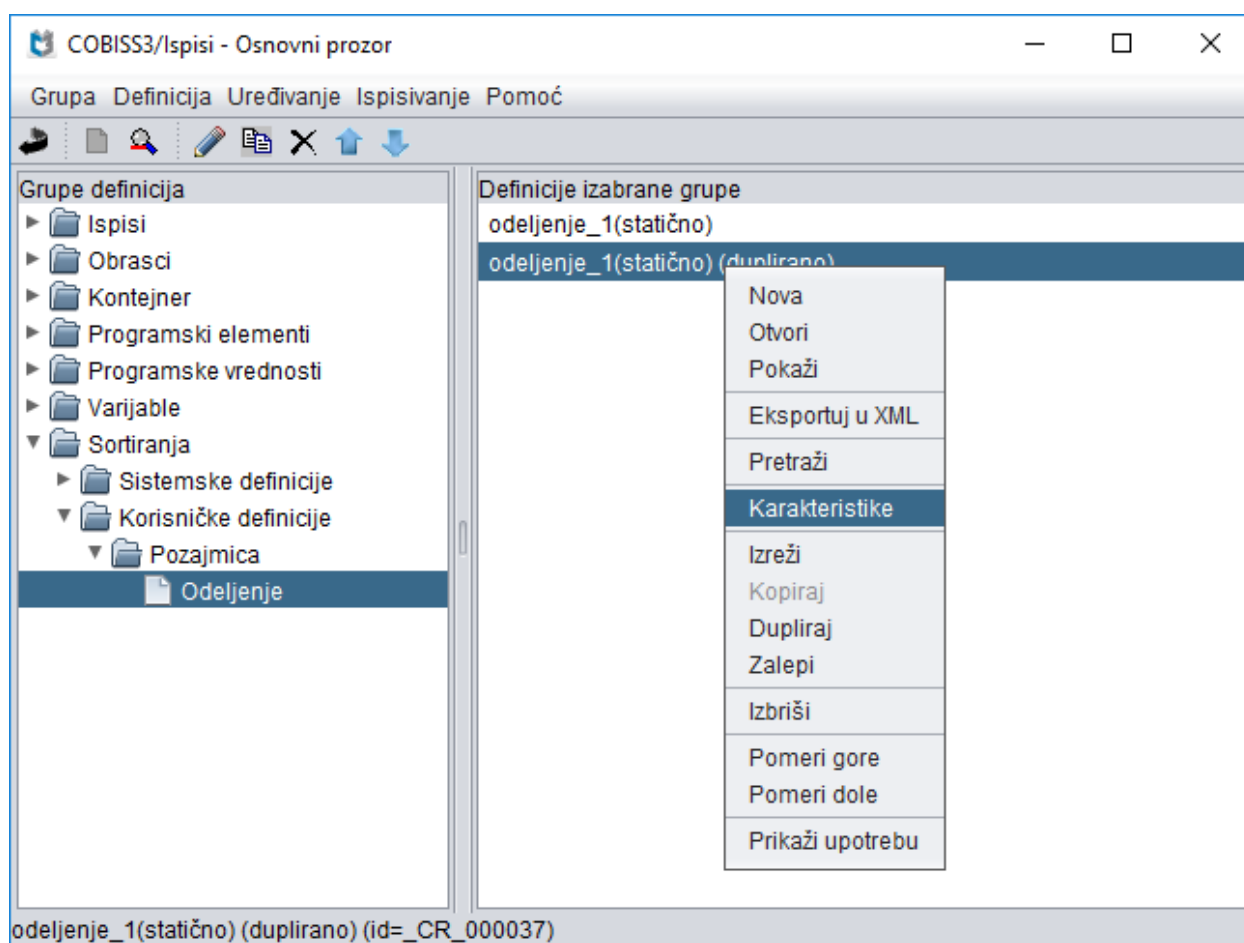 COBISS3/Ispisi - Osnovni prozor
Grupa Definicija Uređivanje Ispisivanje Pomoć
Grupe definicija
Ispisi
Obrasci
Kontejner
Programski elementi
Programske vrednosti
Varijable
Sortiranja
Sistemske definicije
Korisničke definicije
Pozajmica
Odeljenje
Definicije izabrane grupe
odeljenje_1(statično)
odeljenje_1(statično) (duplirano)
Nova
Otvori
Pokaži
Eksportuj u XML
Pretraži
Karakteristike
Izreži
Kopiraj
Dupliraj
Zalepi
Izbriši
Pomeri gore
Pomeri dole
Prikaži upotrebu
odeljenje_1(statično) (duplirano) (id=_CR_000037)